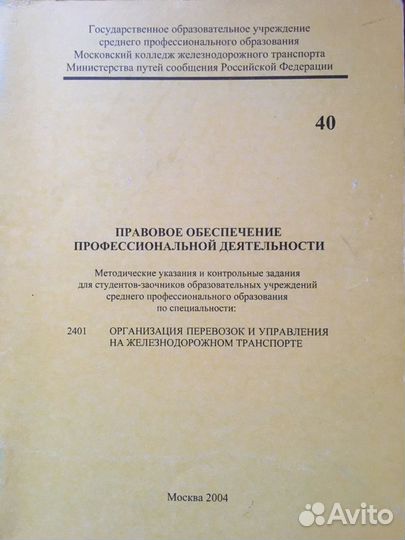 Государственное образовательное учреждение
среднего профессионального образования
Московский колледж железнодорожного транспорта
Министерства путей сообщения Российской Федерации
40
ПРАВОВОЕ ОБЕСПЕЧЕНИЕ
ПРОФЕССИОНАЛЬНОЙ ДЕЯТЕЛЬНОСТИ
Методические указания и контрольные задания
для студентов-заочников образовательных учреждений
среднего профессионального образования
по специальности:
2401 ОРГАНИЗАЦИЯ ПЕРЕВОЗОК И УПРАВЛЕНИЯ
НА ЖЕЛЕЗНОДОРОЖНОМ ТРАНСПОРТЕ
Москва 2004
Avito